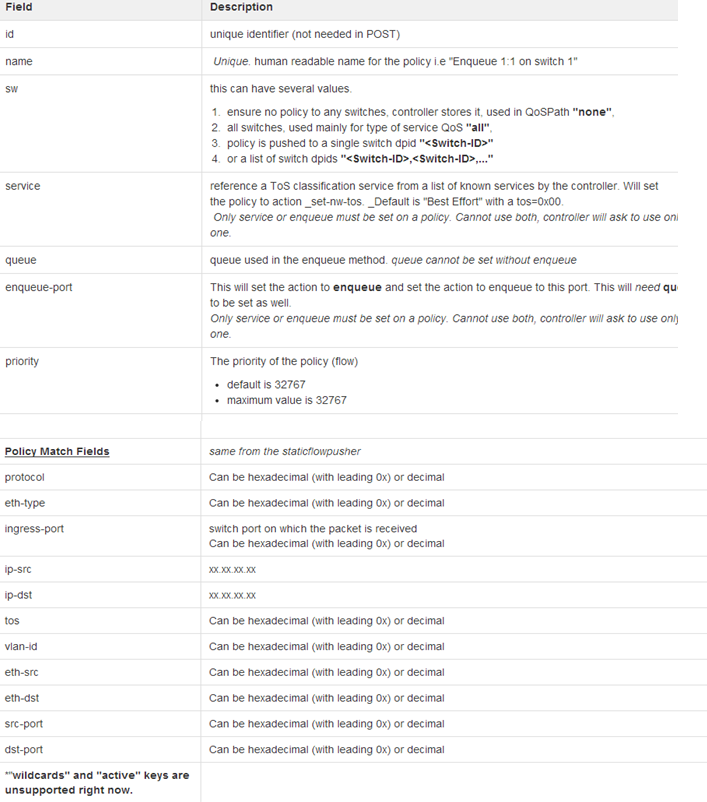 Field Description
id unique identifier (not needed in POST)
name Unique. human readable name for the policy i.e "Enqueue 1:1 on switch 1"
sw this can have several values.
1. ensure no policy to any switches, controller stores it, used in QoSPath "none",
2. all switches, used mainly for type of service QoS "all",
3. policy is pushed to a single switch dpid "<Switch-ID>"
4. or a list of switch dpids "<Switch-ID>,<Switch-ID>,..."
service reference a ToS classification service from a list of known services by the controller. Will set
the policy to action _set-nw-tos. _Default is "Best Effort" with a tos=0x00.
Only service or enqueue must be set on a policy. Cannot use both, controller will ask to use onl
one.
queue queue used in the enqueue method. queue cannot be set without enqueue
enqueue-port This will set the action to enqueue and set the action to enqueue to this port. This will need qu
to be set as well.
Only service or enqueue must be set on a policy. Cannot use both, controller will ask to use only
one.
priority The priority of the policy (flow)
• default is 32767
• maximum value is 32767
Policy Match Fields same from the staticflowpusher
protocol Can be hexadecimal (with leading 0x) or decimal
eth-type Can be hexadecimal (with leading 0x) or decimal
ingress-port switch port on which the packet is received
Can be hexadecimal (with leading 0x) or decimal
ip-src xx.xx.xx.xx
ip-dst xx.xx.xx.xx
tos Can be hexadecimal (with leading 0x) or decimal
vlan-id Can be hexadecimal (with leading 0x) or decimal
eth-src Can be hexadecimal (with leading 0x) or decimal
eth-dst Can be hexadecimal (with leading 0x) or decimal
src-port Can be hexadecimal (with leading 0x) or decimal
dst-port Can be hexadecimal (with leading 0x) or decimal
*"wildcards" and "active" keys are
unsupported right now.